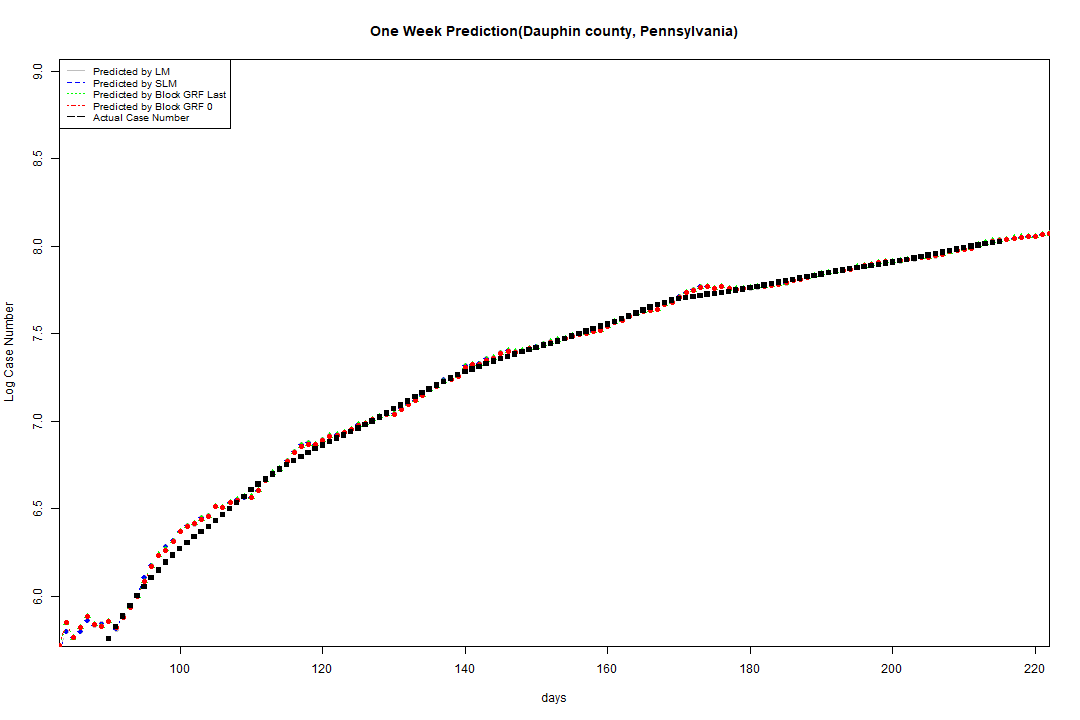 One Week Prediction(Dauphin county, Pennsylvania)
9.0
8.5
8.0
7.5
7.0
6.5
6.0
Log Case Number
Predicted by LM
Predicted by SLM
Predicted by Block GRF Last
Predicted by Block GRF 0
Actual Case Number
100 120 140 160 180 200 220
days